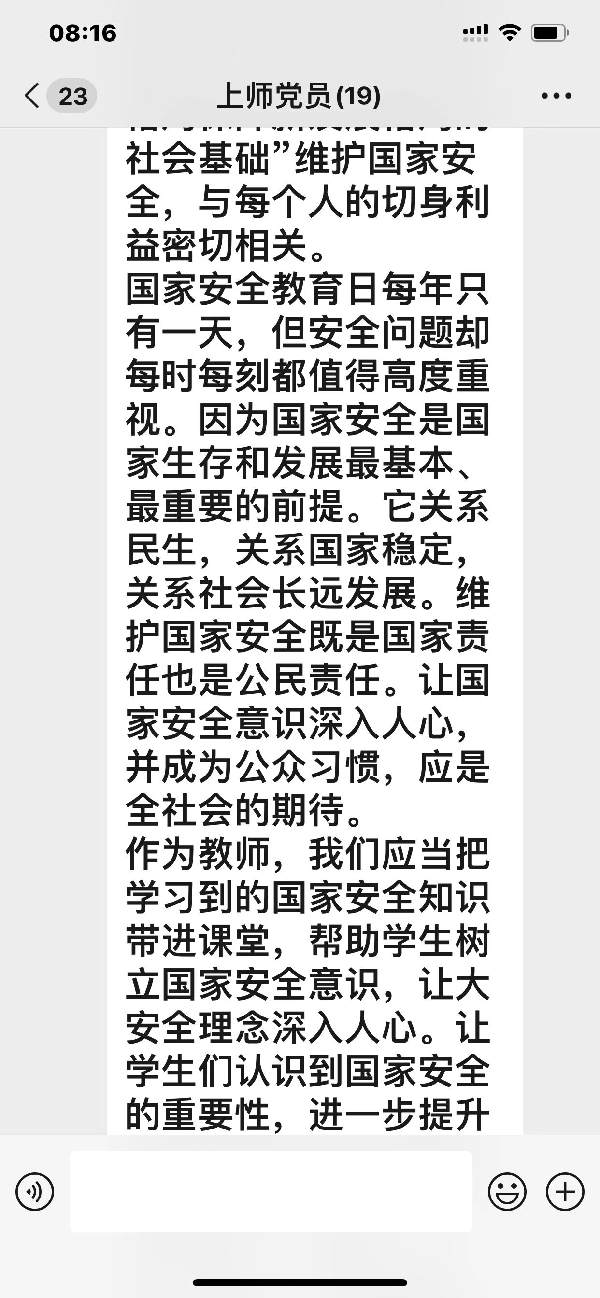 08:16
23
上师党员(19)
社会基础”维护国家安
全，与每个人的切身利
益密切相关。
国家安全教育日每年只
有一天，但安全问题却
每时每刻都值得高度重
视。因为国家安全是国
家生存和发展最基本、
最重要的前提。它关系
民生，关系国家稳定，
关系社会长远发展。维
护国家安全既是国家责
任也是公民责任。让国
家安全意识深入人心，
并成为公众习惯，应是
全社会的期待。
作为教师，我们应当把
学习到的国家安全知识
带进课堂，帮助学生树
立国家安全意识，让大
安全理念深入人心。让
学生们认识到国家安全
的重要性，进一步提升